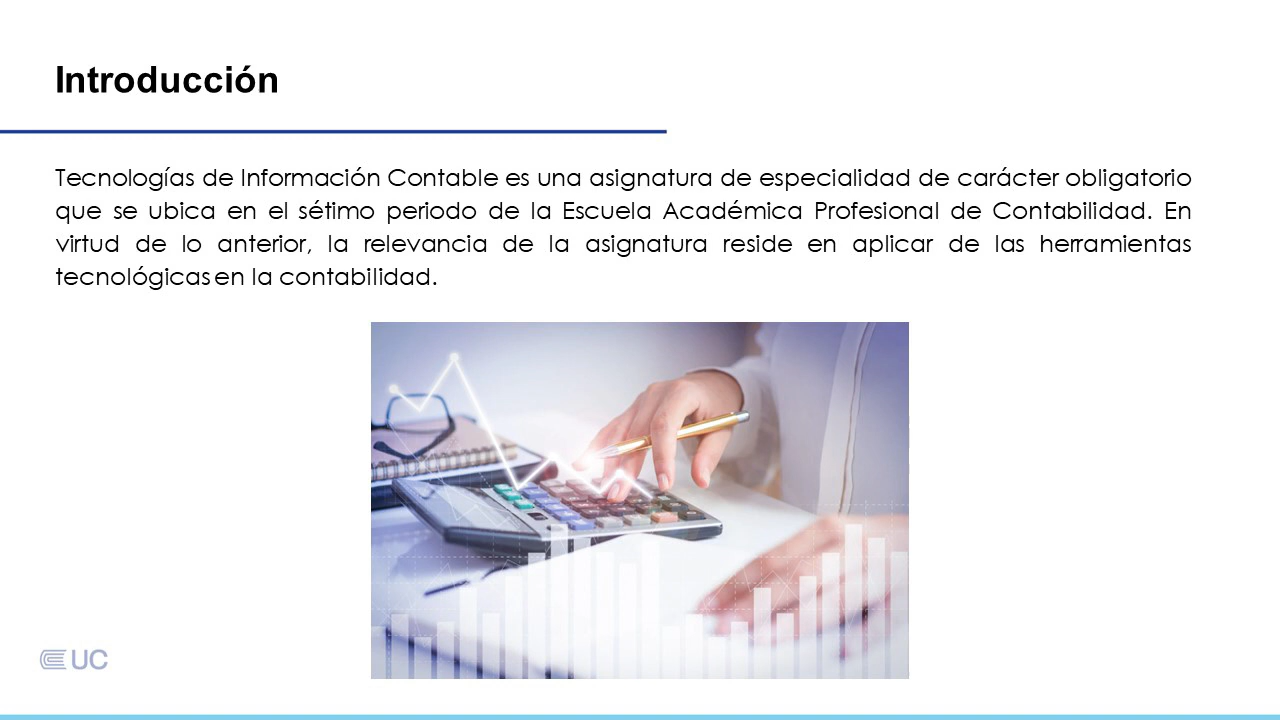 Introducción
Tecnologías de Información Contable es una asignatura de especialidad de carácter obligatorio
que se ubica en el sétimo periodo de la Escuela Académica Profesional de Contabilidad. En
virtud de lo anterior, la relevancia de la asignatura reside en aplicar de las herramientas
tecnológicas en la contabilidad.
UC